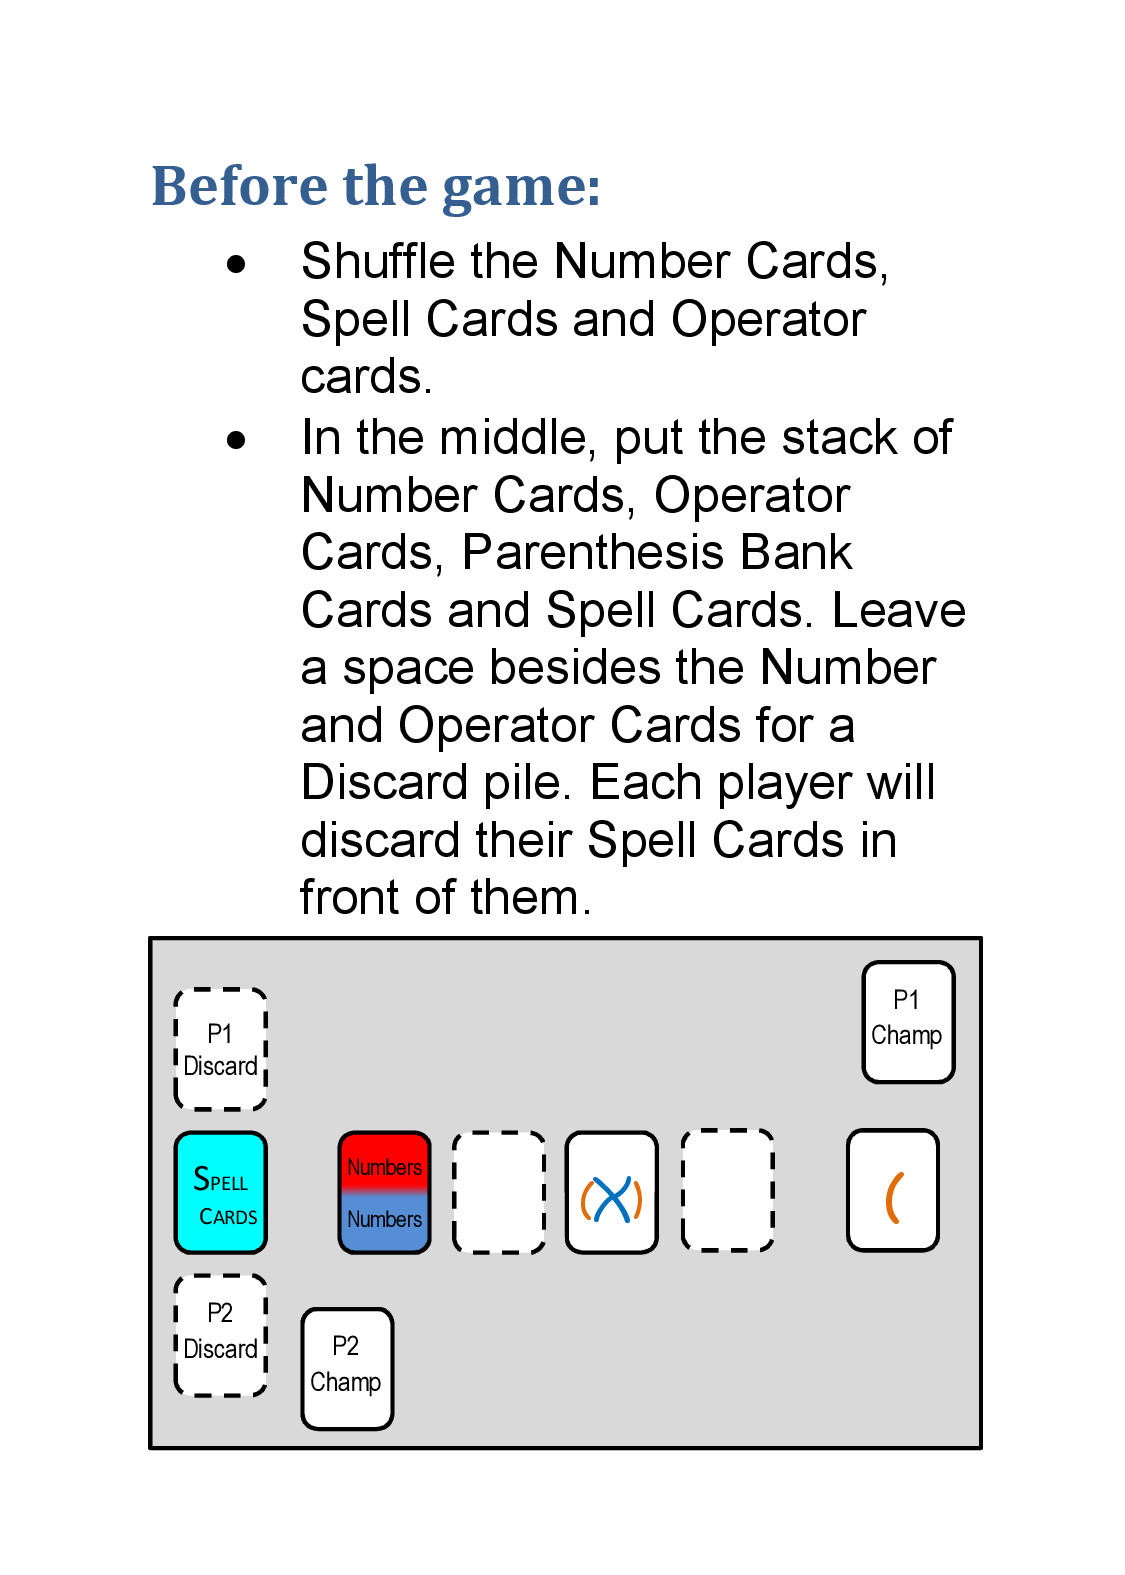 Before the game:
● Shuffle the Number Cards,
Spell Cards and Operator
cards.
● In the middle, put the stack of
Number Cards, Operator
Cards, Parenthesis Bank
Cards and Spell Cards. Leave
a space besides the Number
and Operator Cards for a
Discard pile. Each player will
discard their Spell Cards in
front of them.
P1
Discard
P1
Champ
SPELL
CARDS
Numbers
Numbers
(X)
(
P2
Discard
P2
Champ